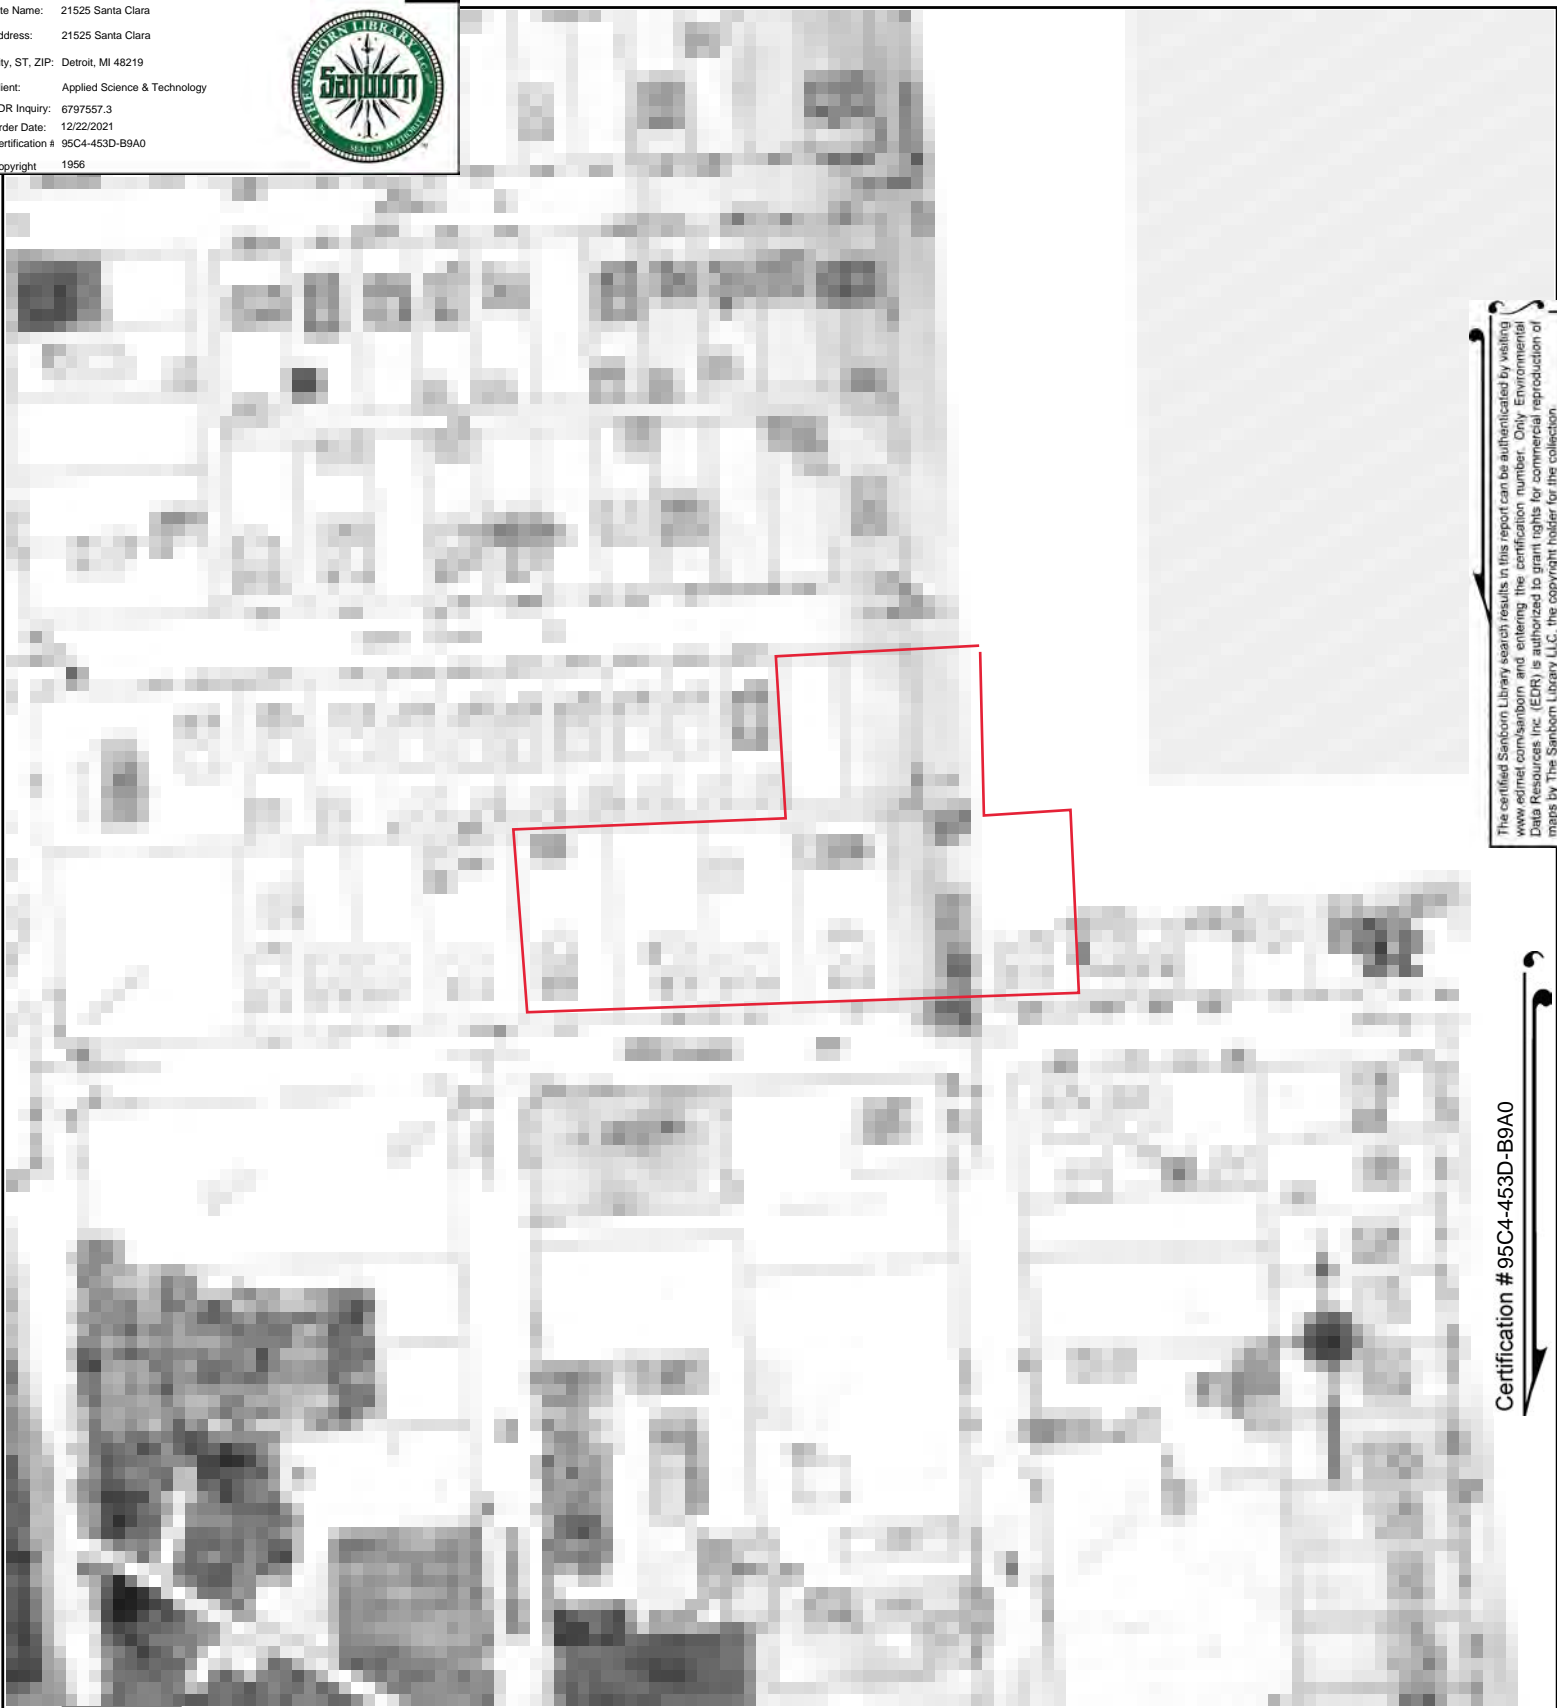 te Name: 21525 Santa Clara
ddress: 21525 Santa Clara
ty, ST, ZIP: Detroit, MI 48219
ient: Applied Science & Technology
DR Inquiry: 6797557.3
rder Date: 12/22/2021
ertification # 95C4-453D-B9A0
opyright 1956
THE SANBORN LIBRARY LLC
Sanborn
SEAL OF AUTHORITY
The certified Sanborn Library search results in this report can be authenticated by visiting
www.edrnet.com/sanborn and entering the certification number. Only Environmental
Data Resources Inc. (EDR) is authorized to grant rights for commercial reproduction of
maps by The Sanborn Library LLC, the copyright holder for the collection.
Certification # 95C4-453D-B9A0